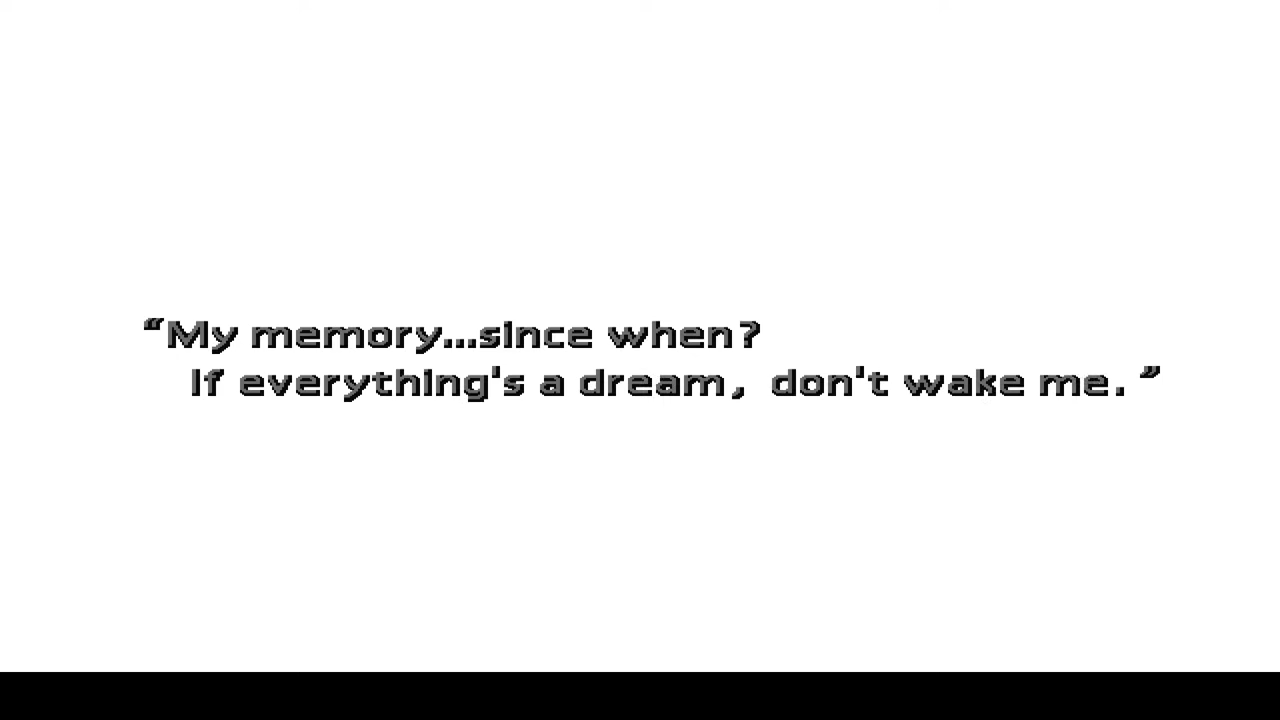 “My memory...since when?
If everything's a dream, don't wake me.”